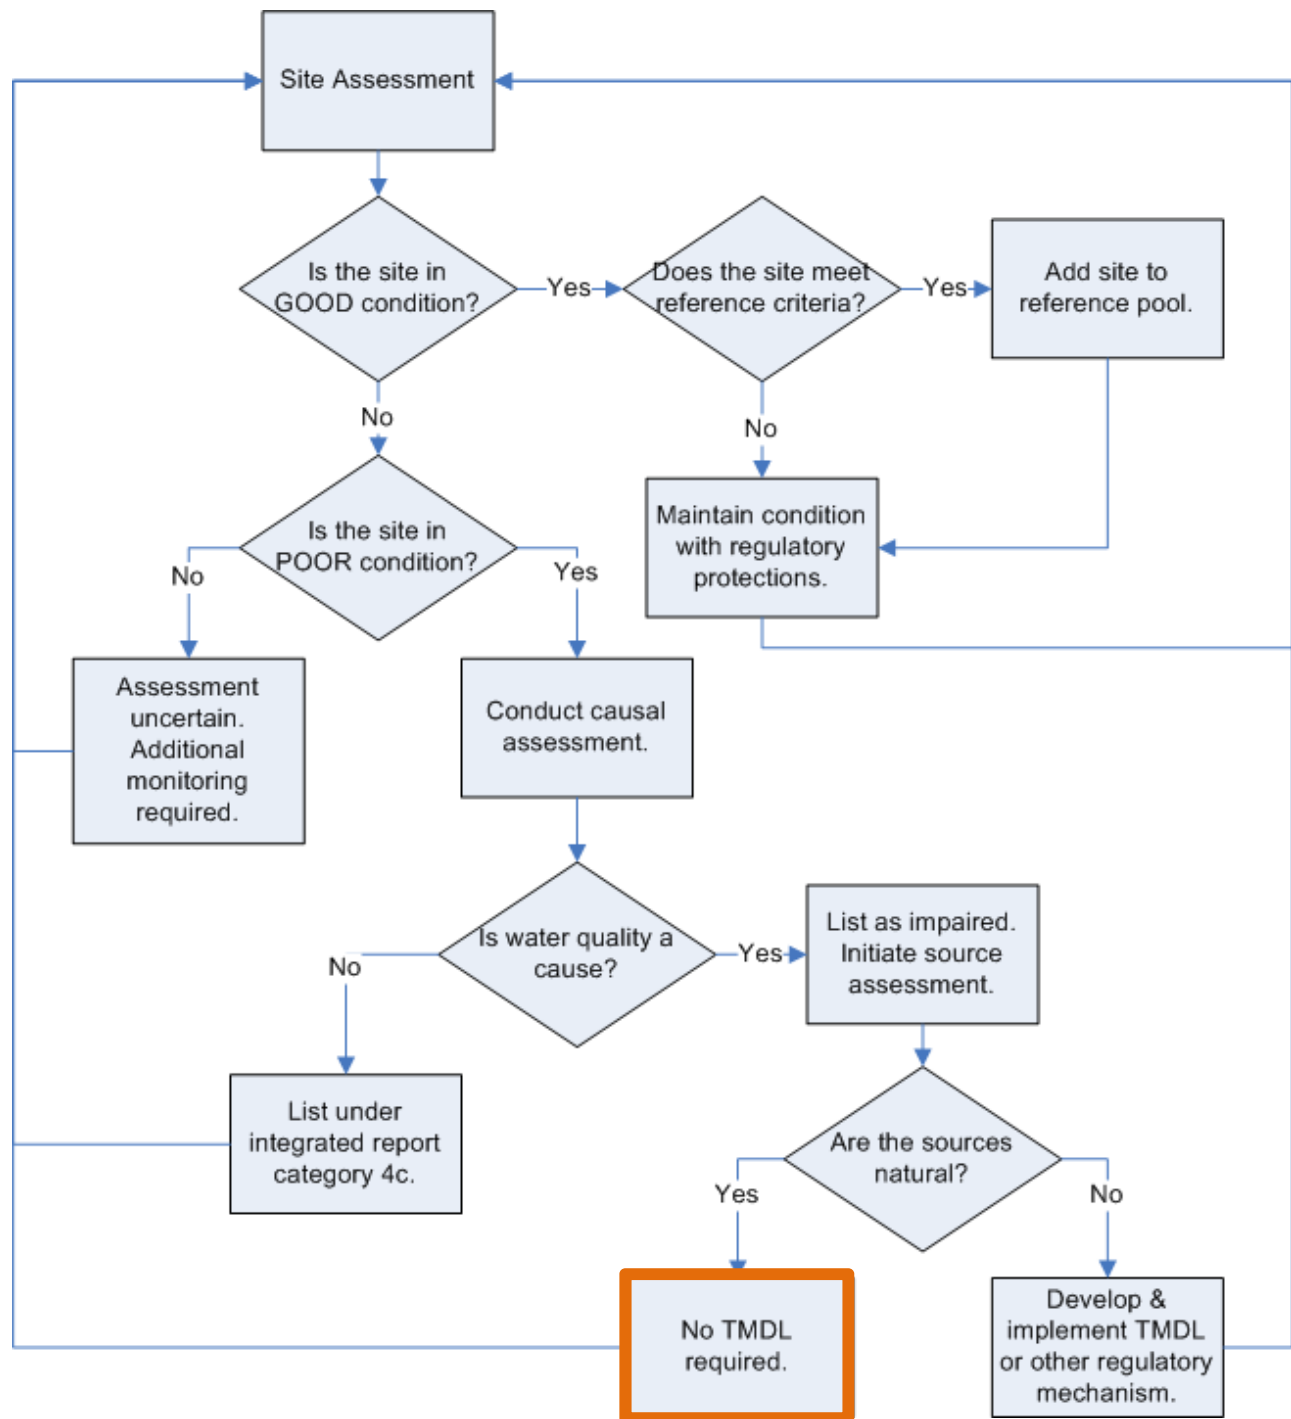 Site Assessment
Is the site in
GOOD condition?
Yes
Does the site meet
reference criteria?
Yes
Add site to
reference pool.
No
No
Maintain condition
with regulatory
protections.
Is the site in
POOR condition?
No
Yes
Assessment
uncertain.
Additional
monitoring
required.
Conduct causal
assessment.
Is water quality a
cause?
No
Yes
List as impaired.
Initiate source
assessment.
List under
integrated report
category 4c.
Are the sources
natural?
Yes
No
No TMDL
required.
Develop &
implement TMDL
or other regulatory
mechanism.